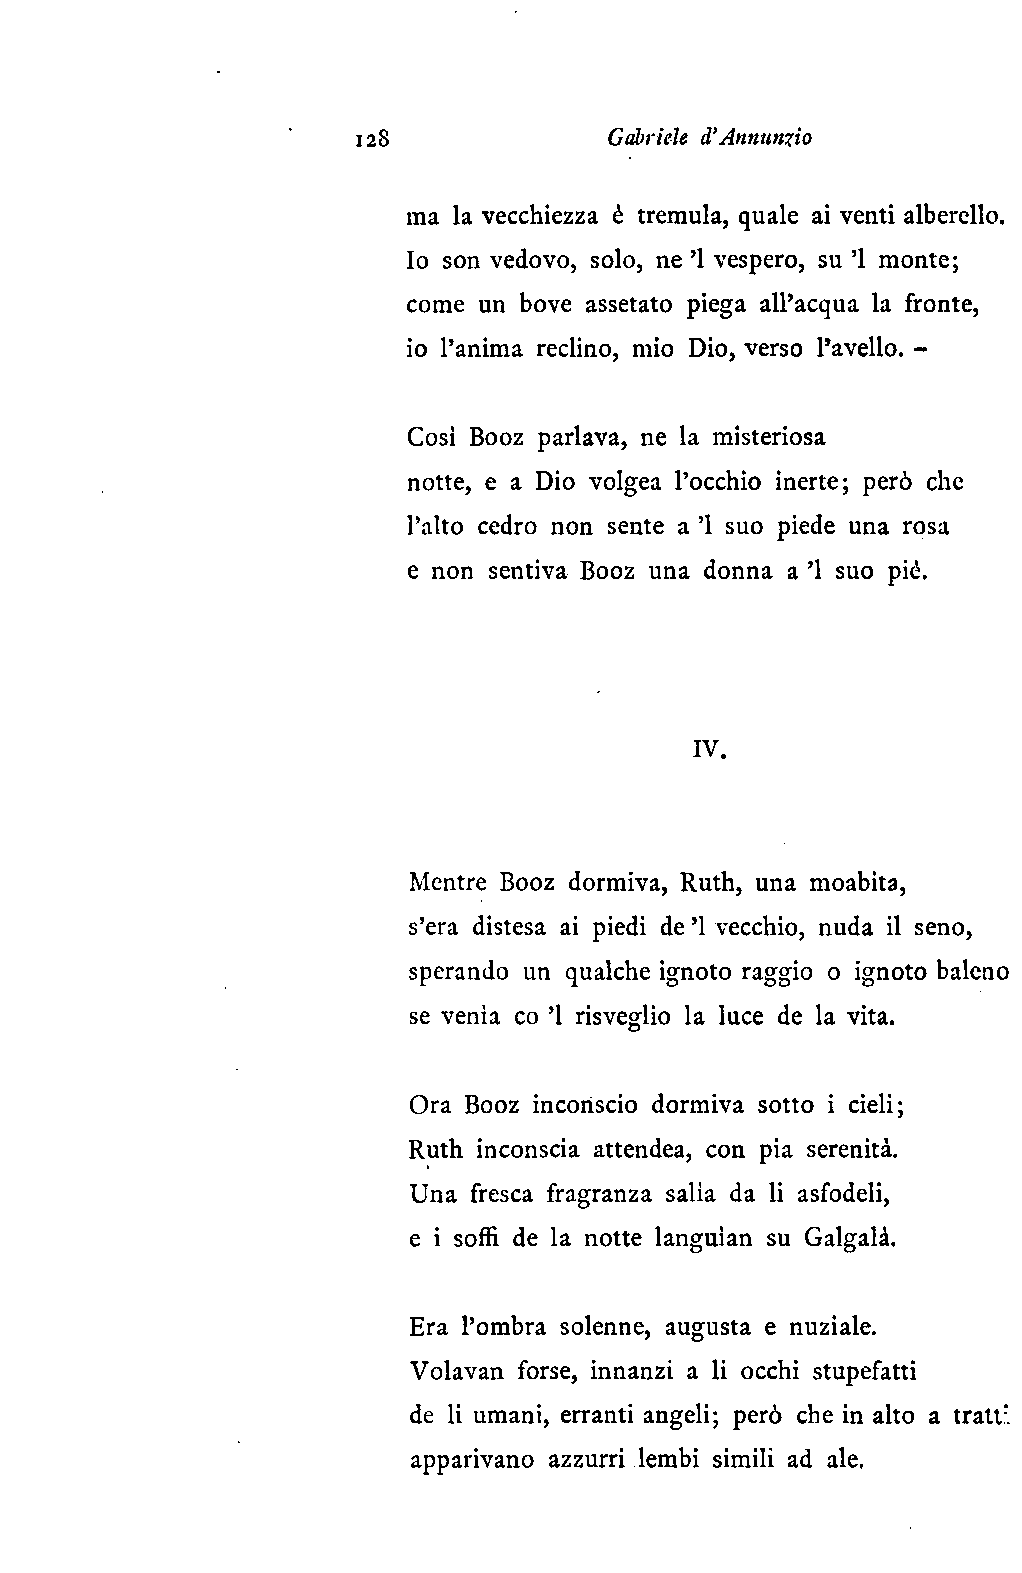 128 Gabriele d'Annunzio
ma la vecchiezza è tremula, quale ai venti alberello.
Io son vedovo, solo, ne 'l vespero, su 'l monte;
come un bove assetato piega all'acqua la fronte,
io l'anima reclino, mio Dio, verso l'avello. –
Così Booz parlava, ne la misteriosa
notte, e a Dio volgea l'occhio inerte; però che
l'alto cedro non sente a 'l suo piede una rosa
e non sentiva Booz una donna a 'l suo piè.
IV.
Mentre Booz dormiva, Ruth, una moabita,
s'era distesa ai piedi de 'l vecchio, nuda il seno,
sperando un qualche ignoto raggio o ignoto baleno
se venìa co 'l risveglio la luce de la vita.
Ora Booz inconscio dormiva sotto i cieli;
Ruth inconscia attendea, con pia serenità.
Una fresca fragranza salìa da li asfodeli,
e i soffi de la notte languìan su Galgalà.
Era l'ombra solenne, augusta e nuziale.
Volavan forse, innanzi a li occhi stupefatti
de li umani, erranti angeli; però che in alto a tratti
apparivano azzurri lembi simili ad ale.